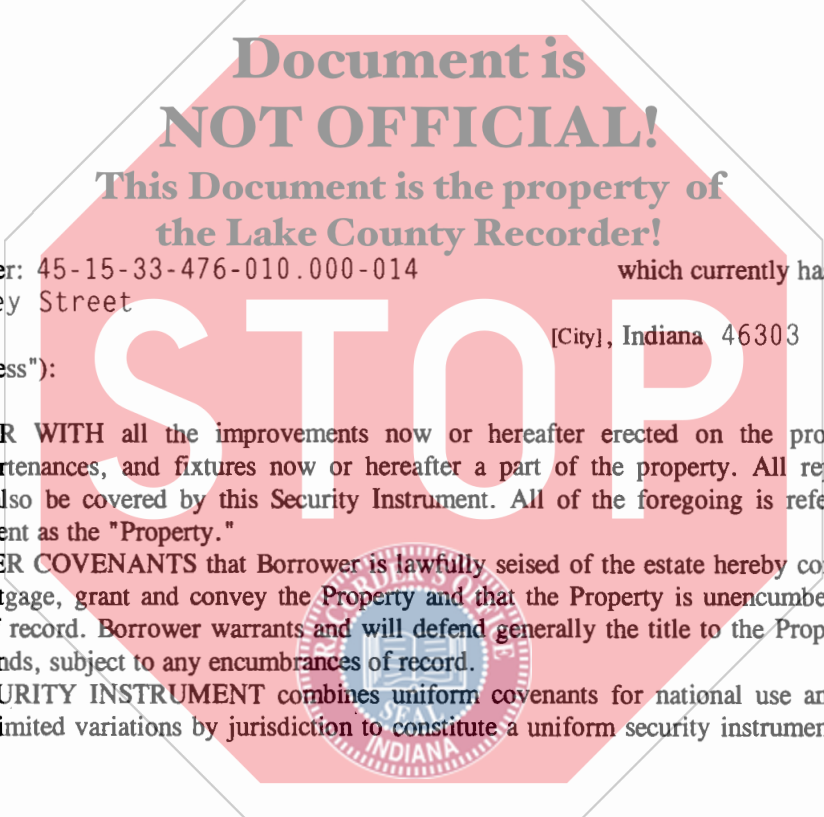 Document is
NOT OFFICIAL!
This Document is the property of
the Lake County Recorder!
er: 45-15-33-476-010.000-014 which currently ha
ey Street
[City], Indiana 46303
ess"):
STOP
R WITH all the improvements now or hereafter erected on the pro
rtenances, and fixtures now or hereafter a part of the property. All rep
lso be covered by this Security Instrument. All of the foregoing is refe
ent as the "Property."
ER COVENANTS that Borrower is lawfully seised of the estate hereby co
tgage, grant and convey the Property and that the Property is unencumbe
f record. Borrower warrants and will defend generally the title to the Prop
nds, subject to any encumbrances of record.
URITY INSTRUMENT combines uniform covenants for national use an
imited variations by jurisdiction to constitute a uniform security instrumen
RECORDER'S OFFICE
SEAL
INDIANA